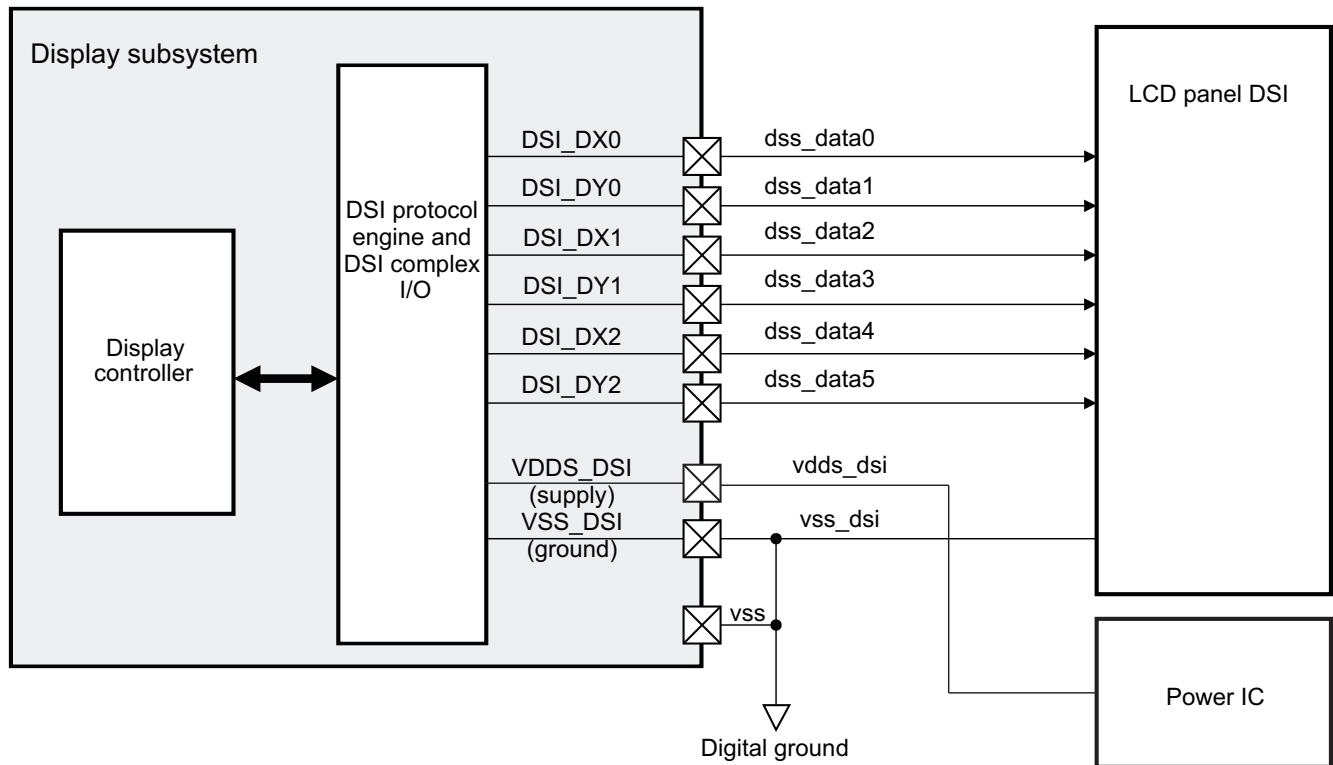 Display subsystem
LCD panel DSI
DSI_DX0
dss_data0
DSI_DY0
dss_data1
DSI protocol
engine and
DSI complex
I/O
DSI_DX1
dss_data2
DSI_DY1
dss_data3
DSI_DX2
dss_data4
Display
controller
DSI_DY2
dss_data5
VDDS_DSI
(supply)
vdds_dsi
VSS_DSI
(ground)
vss_dsi
vss
Power IC
Digital ground